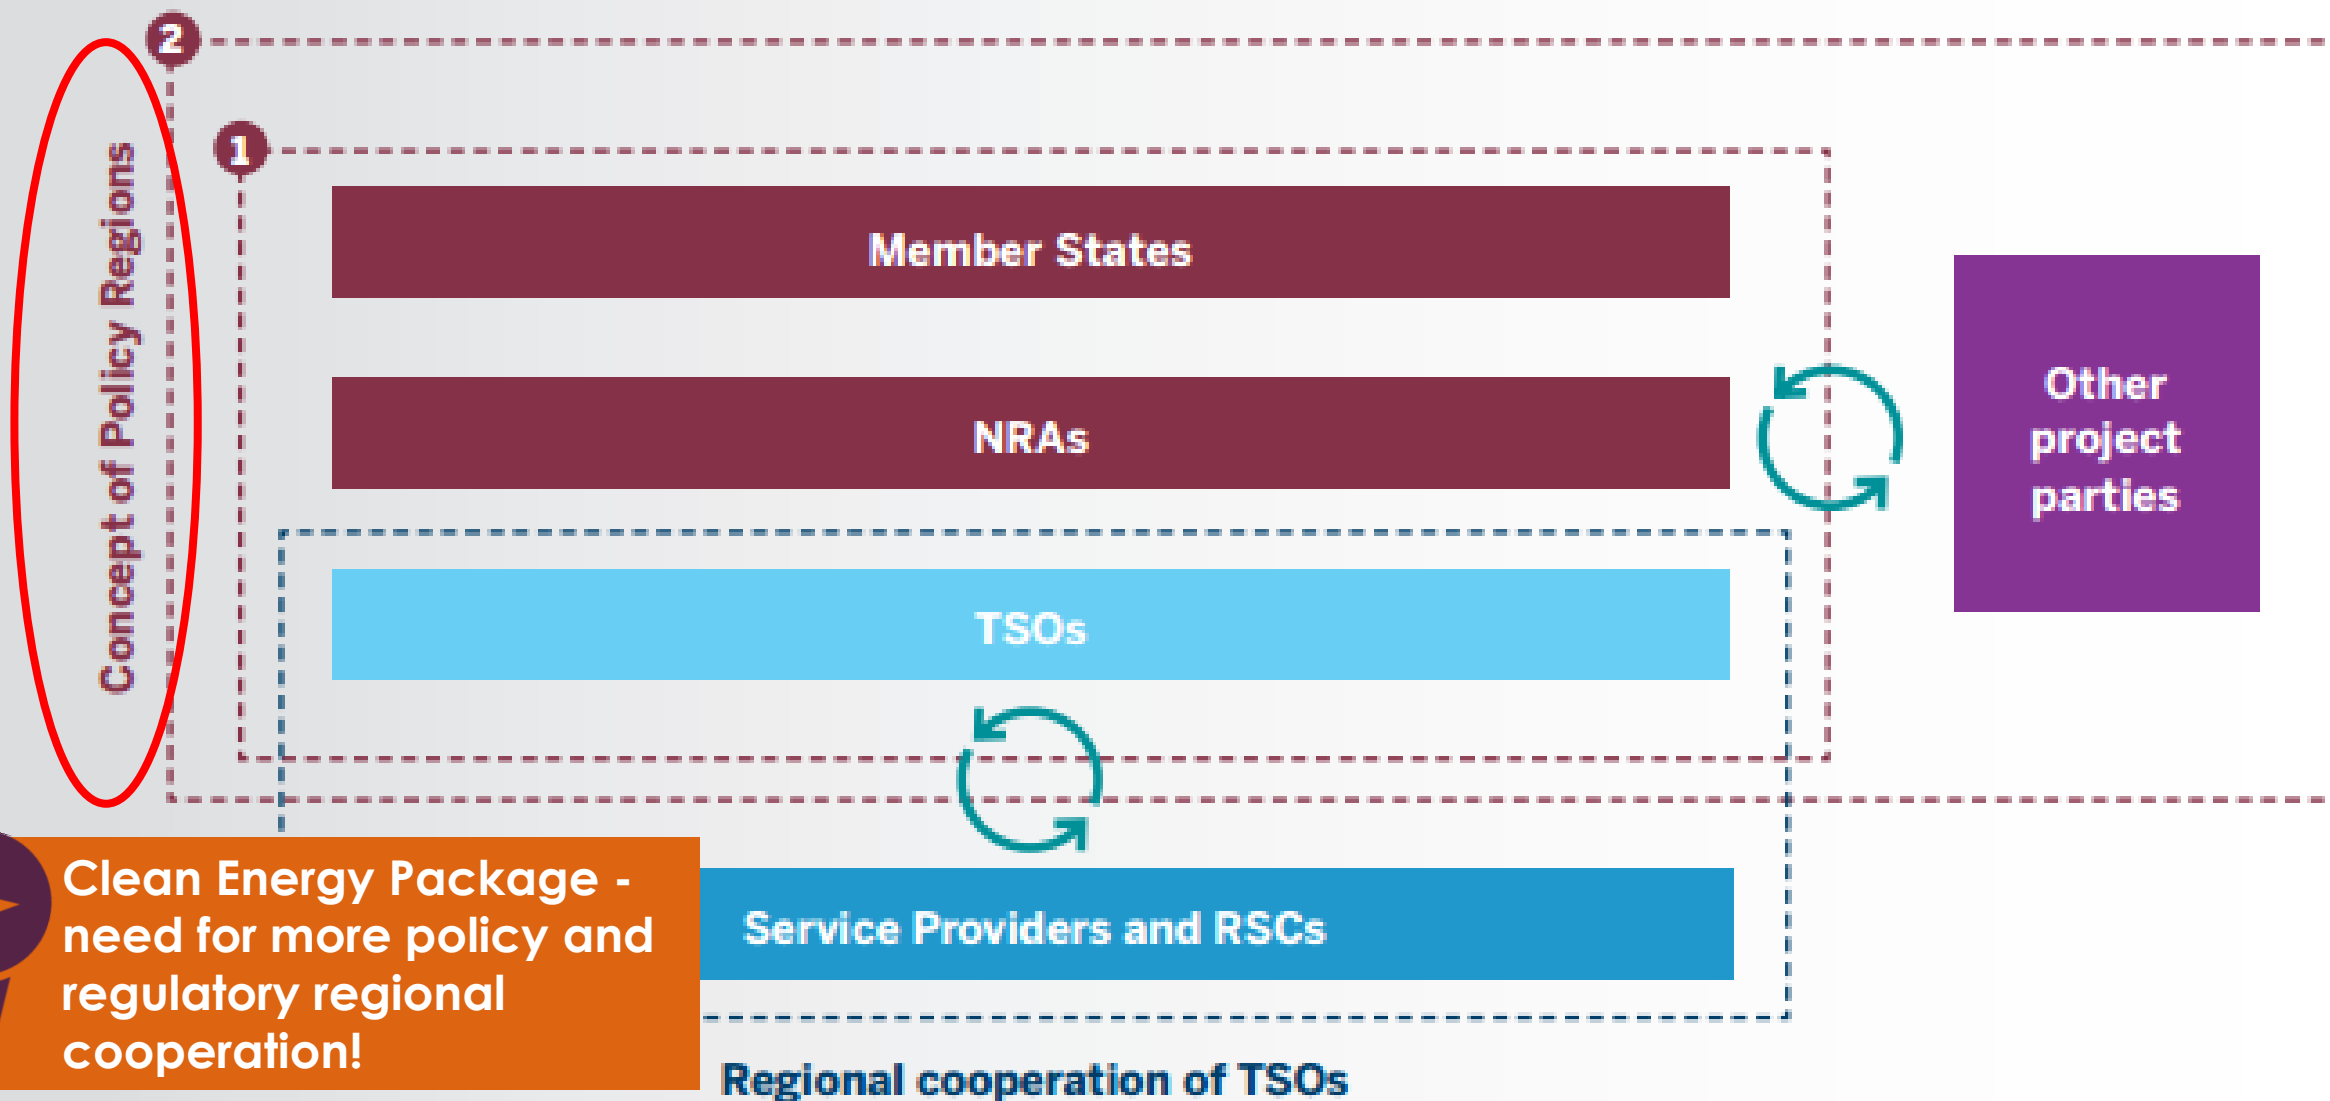 2
1
Concept of Policy Regions
Member States
NRAs
Other
project
parties
TSOs
Clean Energy Package -
need for more policy and
regulatory regional
cooperation!
Service Providers and RSCs
Regional cooperation of TSOs